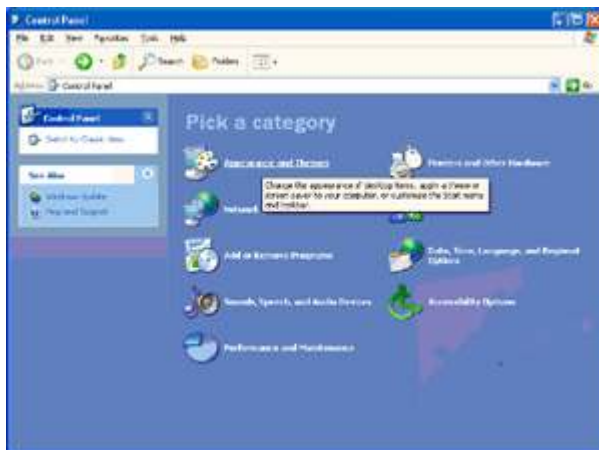 Control Panel
File Edit View Favorites Tools Help
Back Search Folders
Address Control Panel Go
Control Panel
Switch to Classic View
See Also
Windows Update
Help and Support
Pick a category
Appearance and Themes
Printers and Other Hardware
Change the appearance of desktop items, apply a theme or
screen saver to your computer, or customize the Start menu
and taskbar.
Network
Add or Remove Programs
Date, Time, Language, and Regional
Options
Sounds, Speech, and Audio Devices
Accessibility Options
Performance and Maintenance